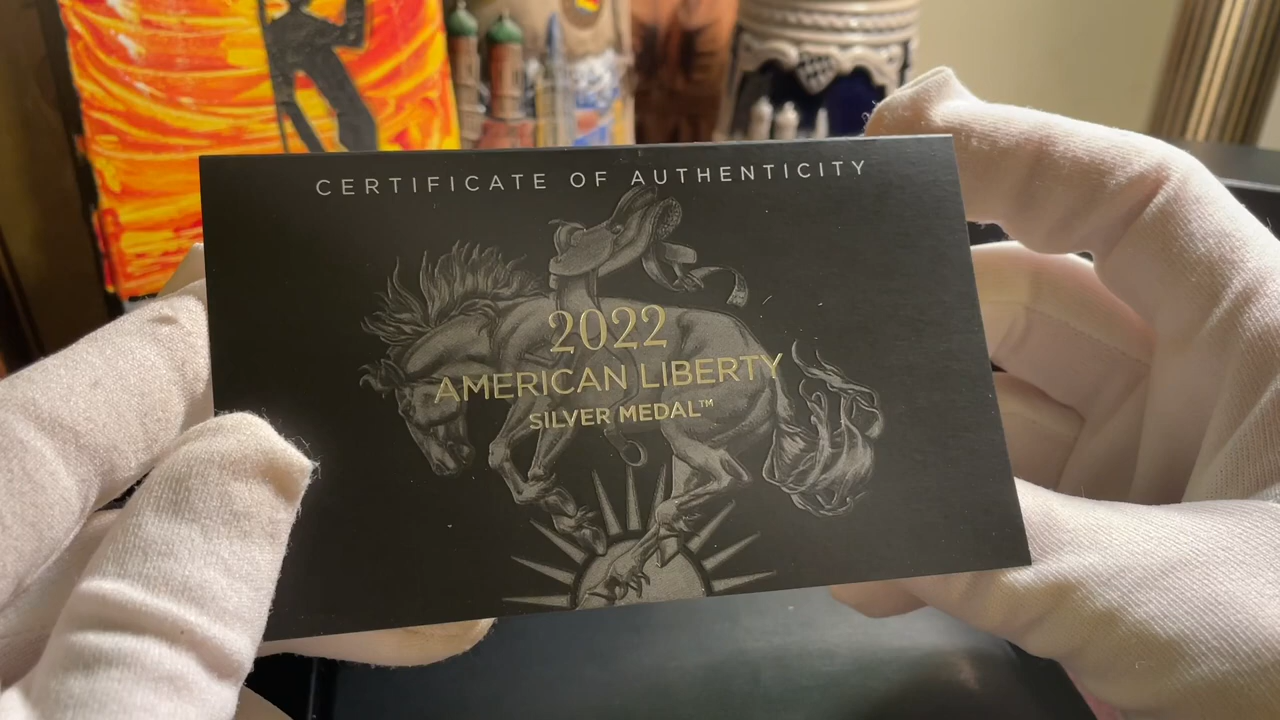 CERTIFICATE OF AUTHENTICITY
2022
AMERICAN LIBERTY
SILVER MEDAL™